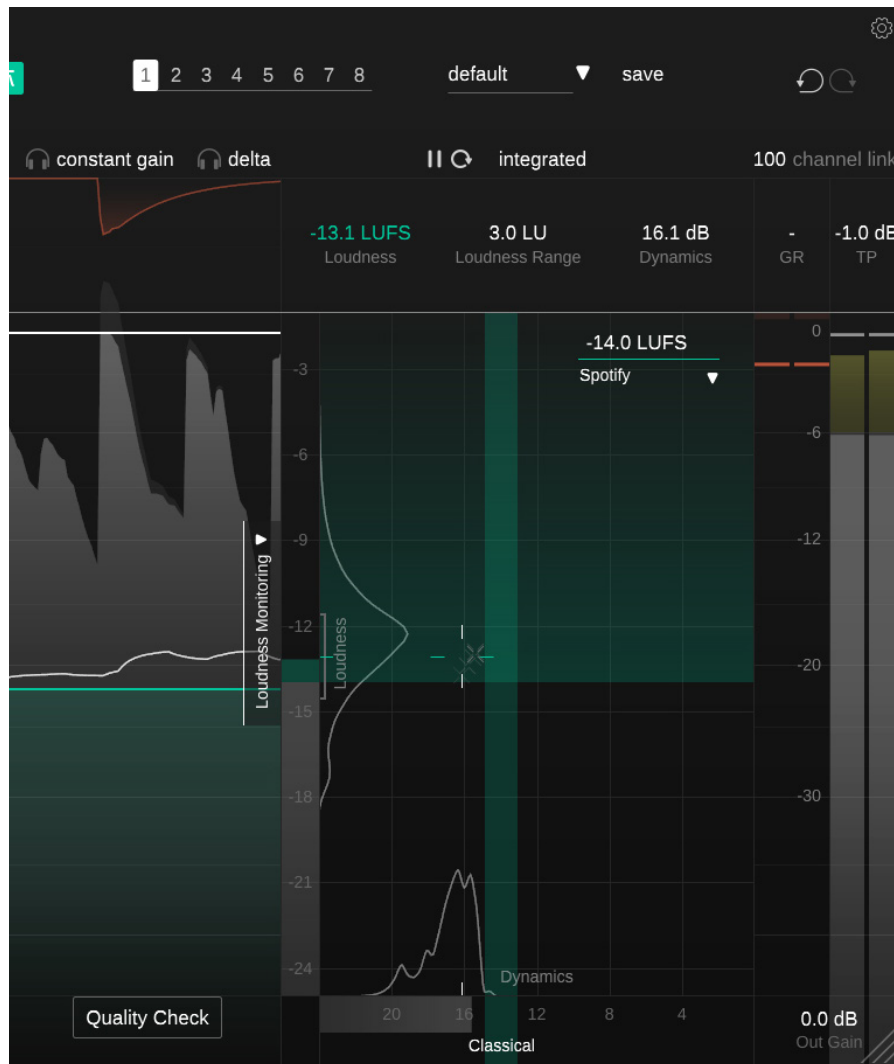 1 2 3 4 5 6 7 8 default save
constant gain delta integrated 100 channel link
-13.1 LUFS 3.0 LU 16.1 dB - -1.0 dB
Loudness Loudness Range Dynamics GR TP
-14.0 LUFS 0
-3 Spotify
-6 -6
-9 -12
Loudness Monitoring
-12
Loudness
-20
-15
-18 -30
-21
-24 Dynamics
Quality Check 20 16 12 8 4 0.0 dB
Classical Out Gain